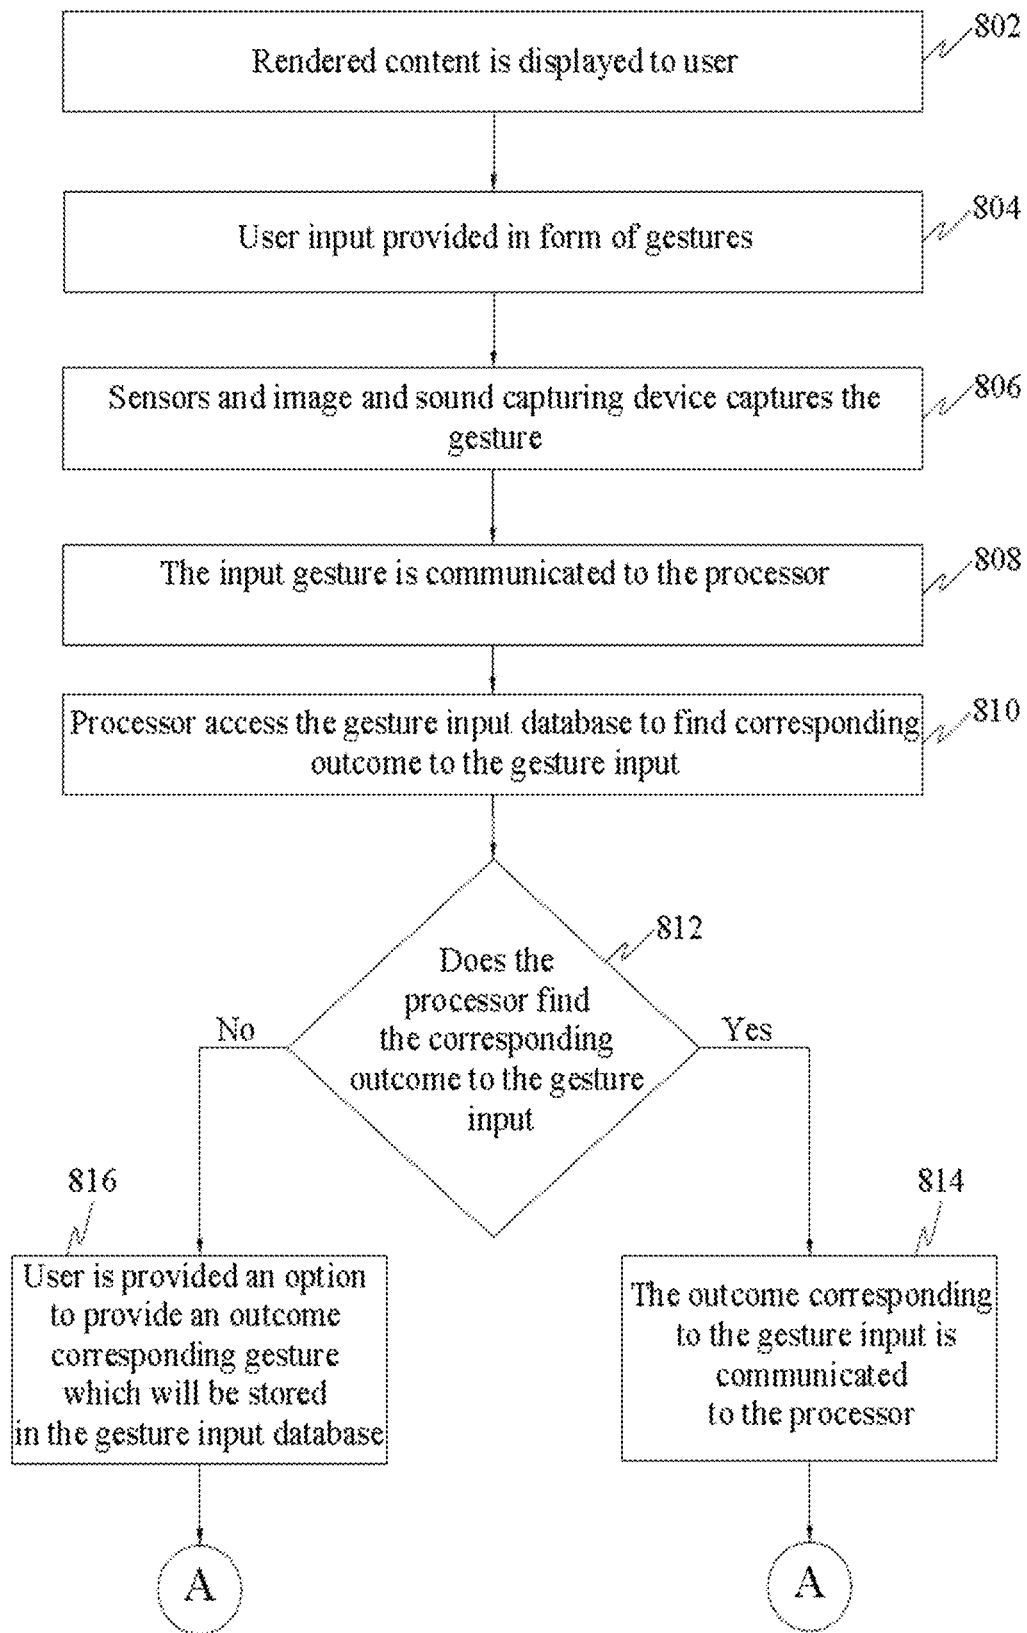 802
Rendered content is displayed to user
804
User input provided in form of gestures
806
Sensors and image and sound capturing device captures the
gesture
808
The input gesture is communicated to the processor
810
Processor access the gesture input database to find corresponding
outcome to the gesture input
812
Does the
processor find
the corresponding
outcome to the gesture
input
No
Yes
816
User is provided an option
to provide an outcome
corresponding gesture
which will be stored
in the gesture input database
814
The outcome corresponding
to the gesture input is
communicated
to the processor
A
A